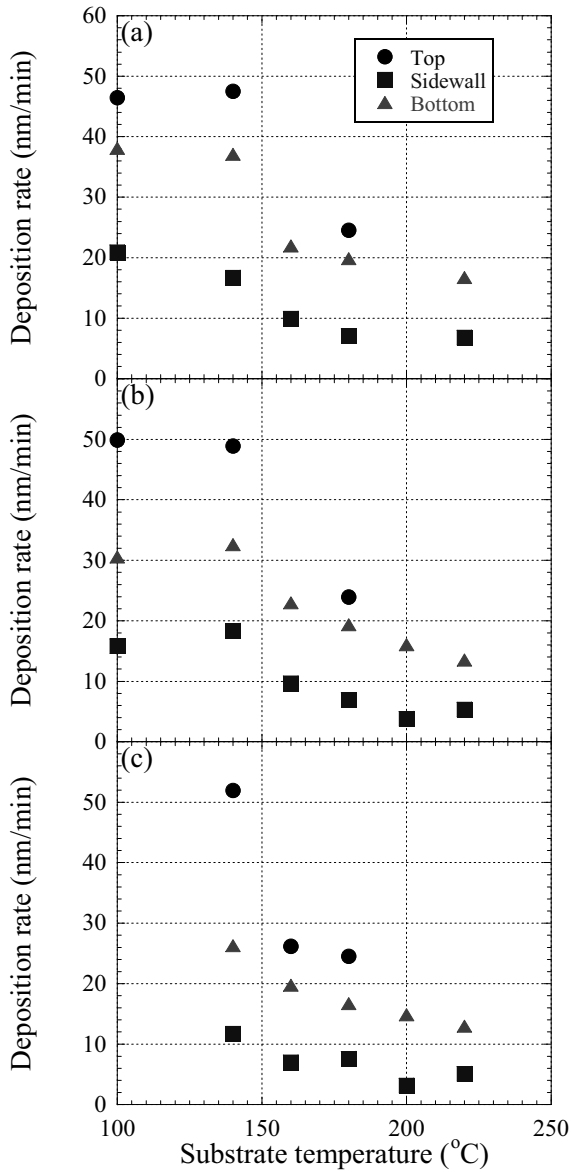 60
(a)
Top
Sidewall
Bottom
50
40
30
20
10
0
Deposition rate (nm/min)
(b)
50
40
30
20
10
0
Deposition rate (nm/min)
(c)
50
40
30
20
10
0
Deposition rate (nm/min)
100 150 200 250
Substrate temperature (°C)